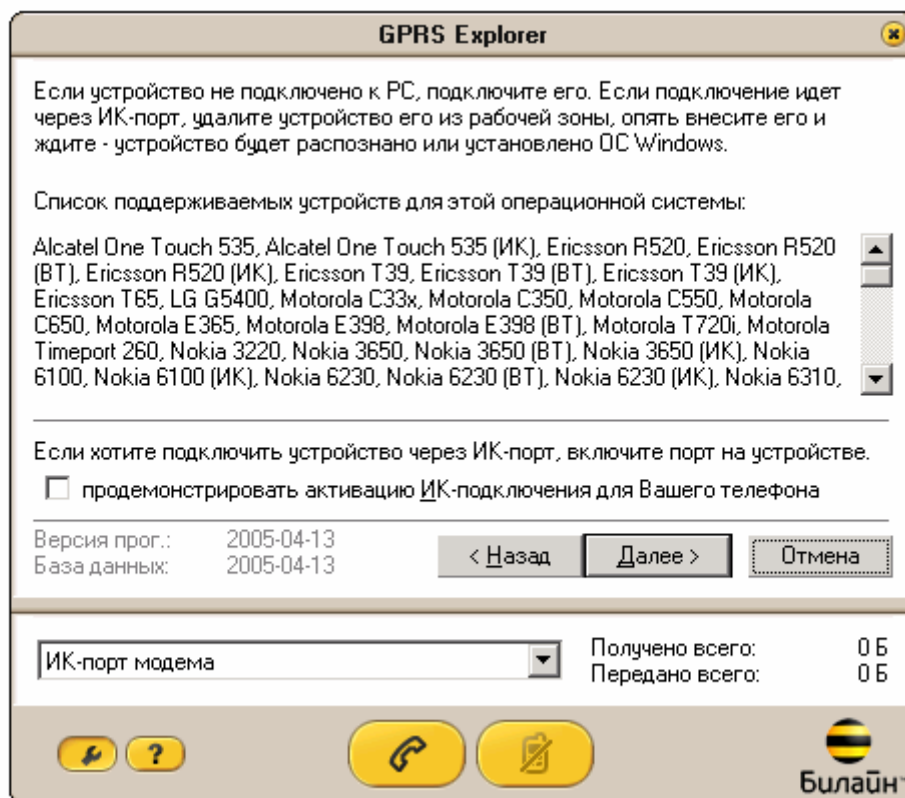 GPRS Explorer
Если устройство не подключено к PC, подключите его. Если подключение идет
через ИК-порт, удалите устройство его из рабочей зоны, опять внесите его и
ждите - устройство будет распознано или установлено ОС Windows.
Список поддерживаемых устройств для этой операционной системы:
Alcatel One Touch 535, Alcatel One Touch 535 (ИК), Ericsson R520, Ericsson R520
(BT), Ericsson R520 (ИК), Ericsson T39, Ericsson T39 (BT), Ericsson T39 (ИК),
Ericsson T65, LG G5400, Motorola C33x, Motorola C350, Motorola C550, Motorola
C650, Motorola E365, Motorola E398, Motorola E398 (BT), Motorola T720i, Motorola
Timeport 260, Nokia 3220, Nokia 3650, Nokia 3650 (BT), Nokia 3650 (ИК), Nokia
6100, Nokia 6100 (ИК), Nokia 6230, Nokia 6230 (BT), Nokia 6230 (ИК), Nokia 6310,
Если хотите подключить устройство через ИК-порт, включите порт на устройстве.
продемонстрировать активацию ИК-подключения для Вашего телефона
Версия прог.: 2005-04-13
База данных: 2005-04-13
< Назад Далее > Отмена
ИК-порт модема
Получено всего: 0 Б
Передано всего: 0 Б
?
Билайн™